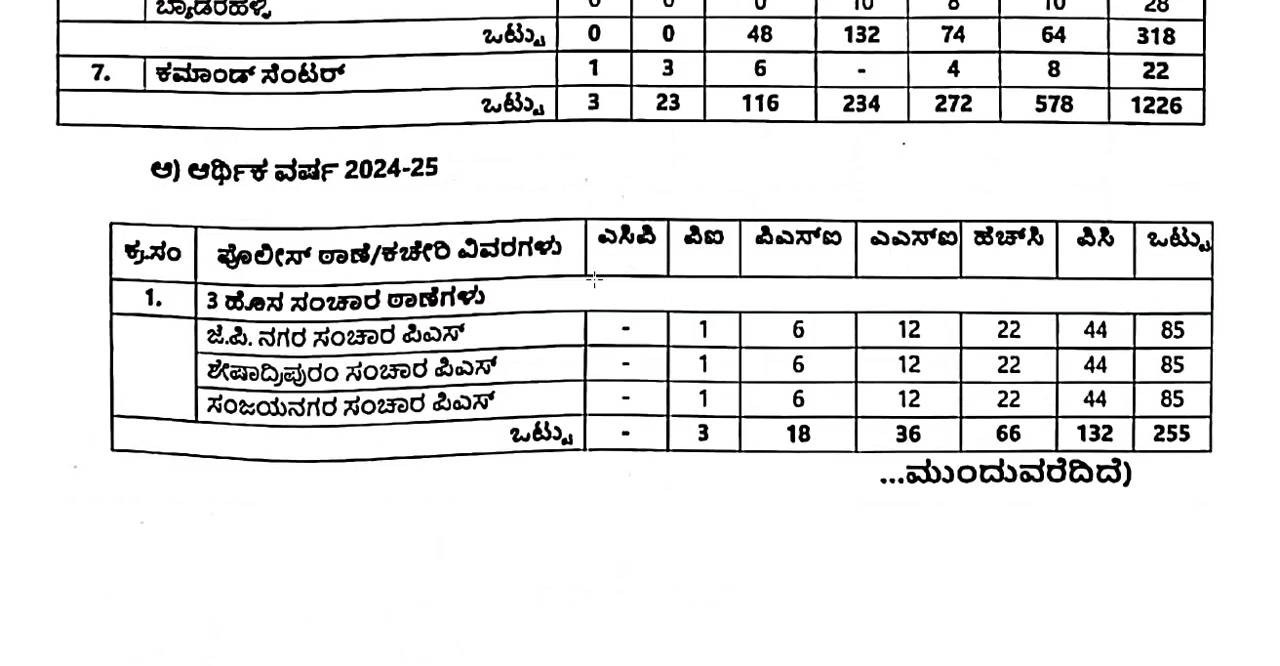 ಬ್ಯಾಡರಹಳ್ಳಿ 0 0 0 10 8 10 28
ಒಟ್ಟು 0 0 48 132 74 64 318
7. ಕಮಾಂಡ್ ಸೆಂಟರ್ 1 3 6 - 4 8 22
ಒಟ್ಟು 3 23 116 234 272 578 1226
ಆ) ಆರ್ಥಿಕ ವರ್ಷ 2024-25
ಕ್ರ.ಸಂ ಪೊಲೀಸ್ ಠಾಣೆ/ಕಚೇರಿ ವಿವರಗಳು ಎಸಿಪಿ ಪಿಐ ಪಿಎಸ್ಐ ಎಎಸ್ಐ ಹೆಚ್‌ಸಿ ಪಿಸಿ ಒಟ್ಟು
1. 3 ಹೊಸ ಸಂಚಾರ ಠಾಣೆಗಳು
ಜೆ.ಪಿ. ನಗರ ಸಂಚಾರ ಪಿಎಸ್ - 1 6 12 22 44 85
ಶೇಷಾದ್ರಿಪುರಂ ಸಂಚಾರ ಪಿಎಸ್ - 1 6 12 22 44 85
ಸಂಜಯನಗರ ಸಂಚಾರ ಪಿಎಸ್ - 1 6 12 22 44 85
ಒಟ್ಟು - 3 18 36 66 132 255
...ಮುಂದುವರೆದಿದೆ)